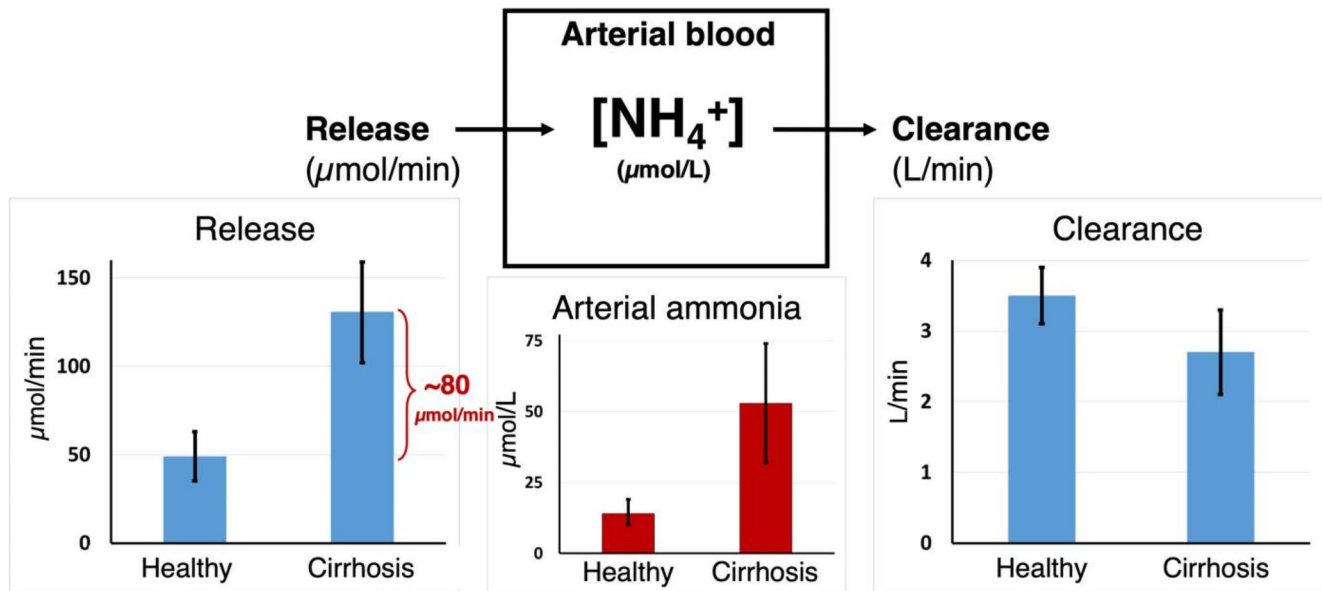 Arterial blood
[NH₄⁺]
(µmol/L)
Release
(µmol/min)
Clearance
(L/min)
Release
150
100
50
0
µmol/min
~80
µmol/min
Healthy
Cirrhosis
Arterial ammonia
75
50
25
0
µmol/L
Healthy
Cirrhosis
Clearance
4
3
2
1
0
L/min
Healthy
Cirrhosis